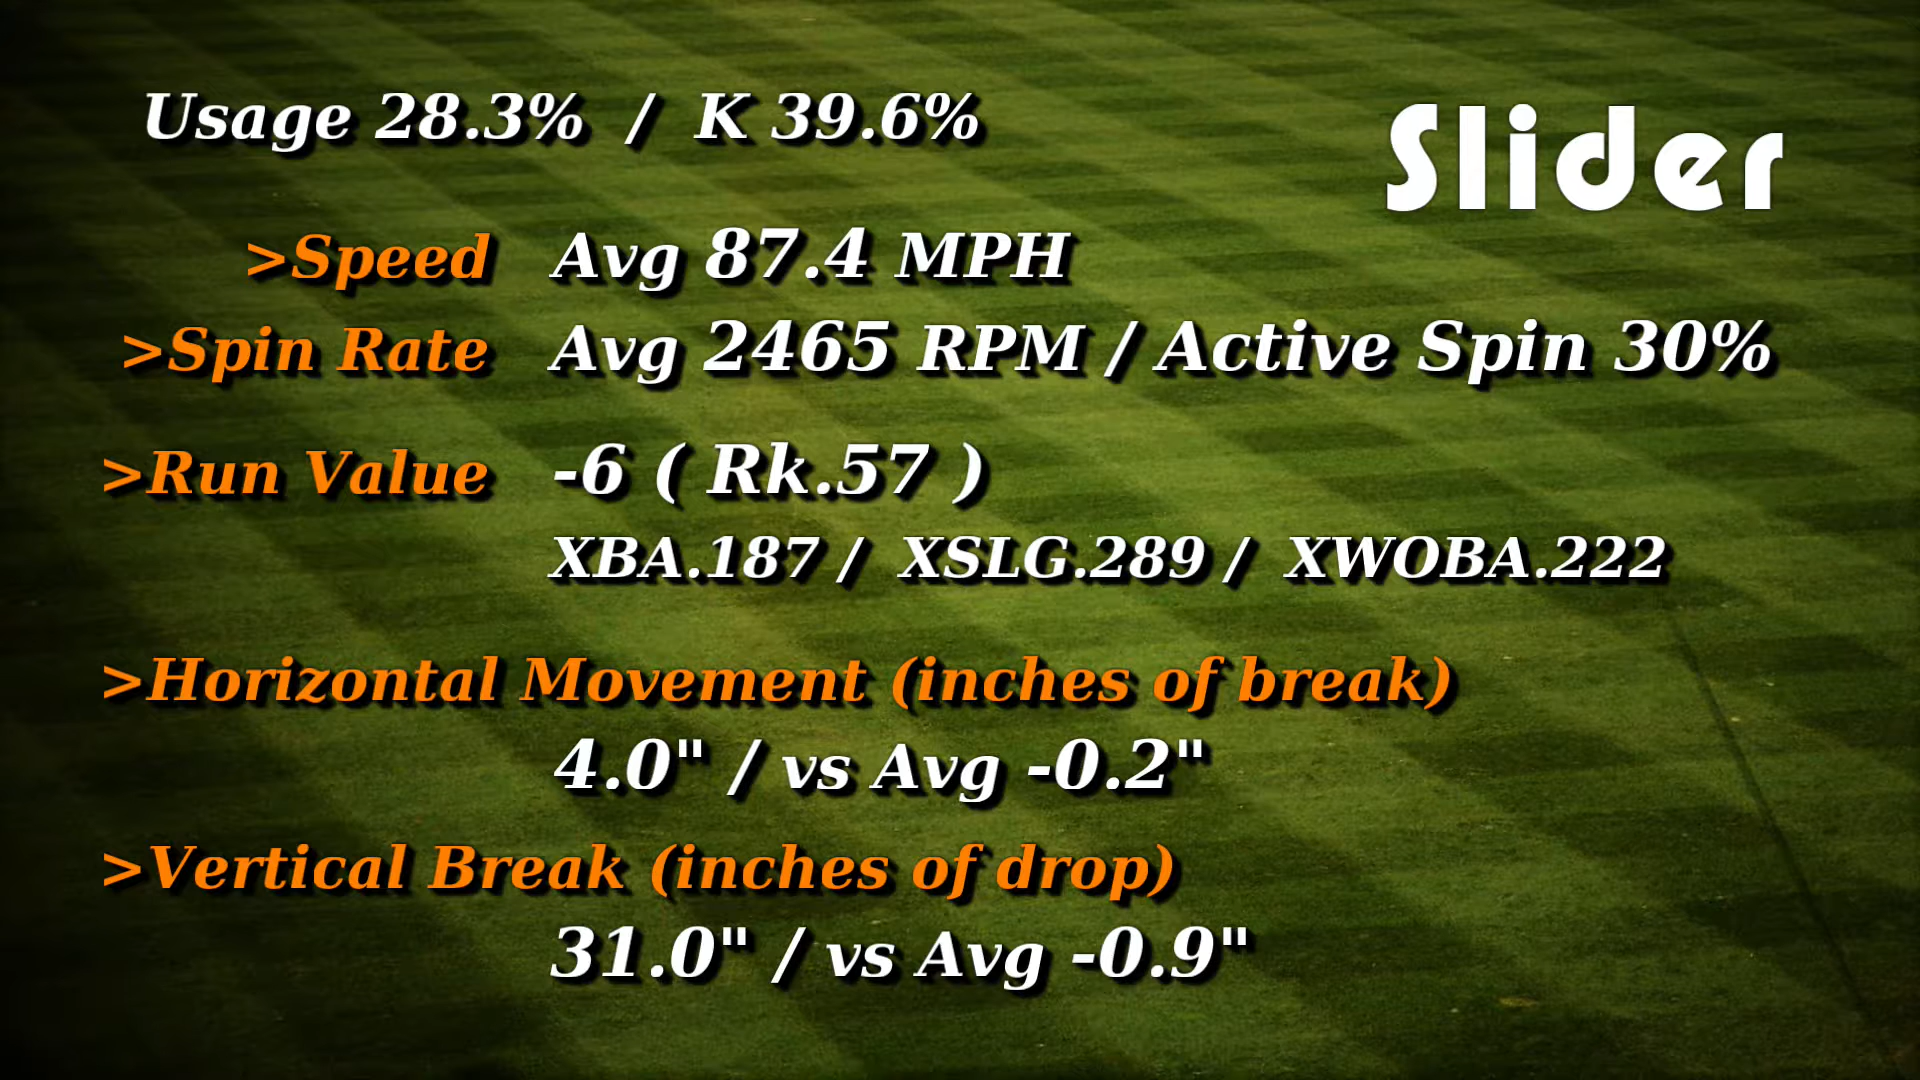 Usage 28.3% / K 39.6%
Slider
>Speed Avg 87.4 MPH
>Spin Rate Avg 2465 RPM / Active Spin 30%
>Run Value -6 ( Rk.57 )
XBA.187 / XSLG.289 / XWOBA.222
>Horizontal Movement (inches of break)
4.0" / vs Avg -0.2"
>Vertical Break (inches of drop)
31.0" / vs Avg -0.9"